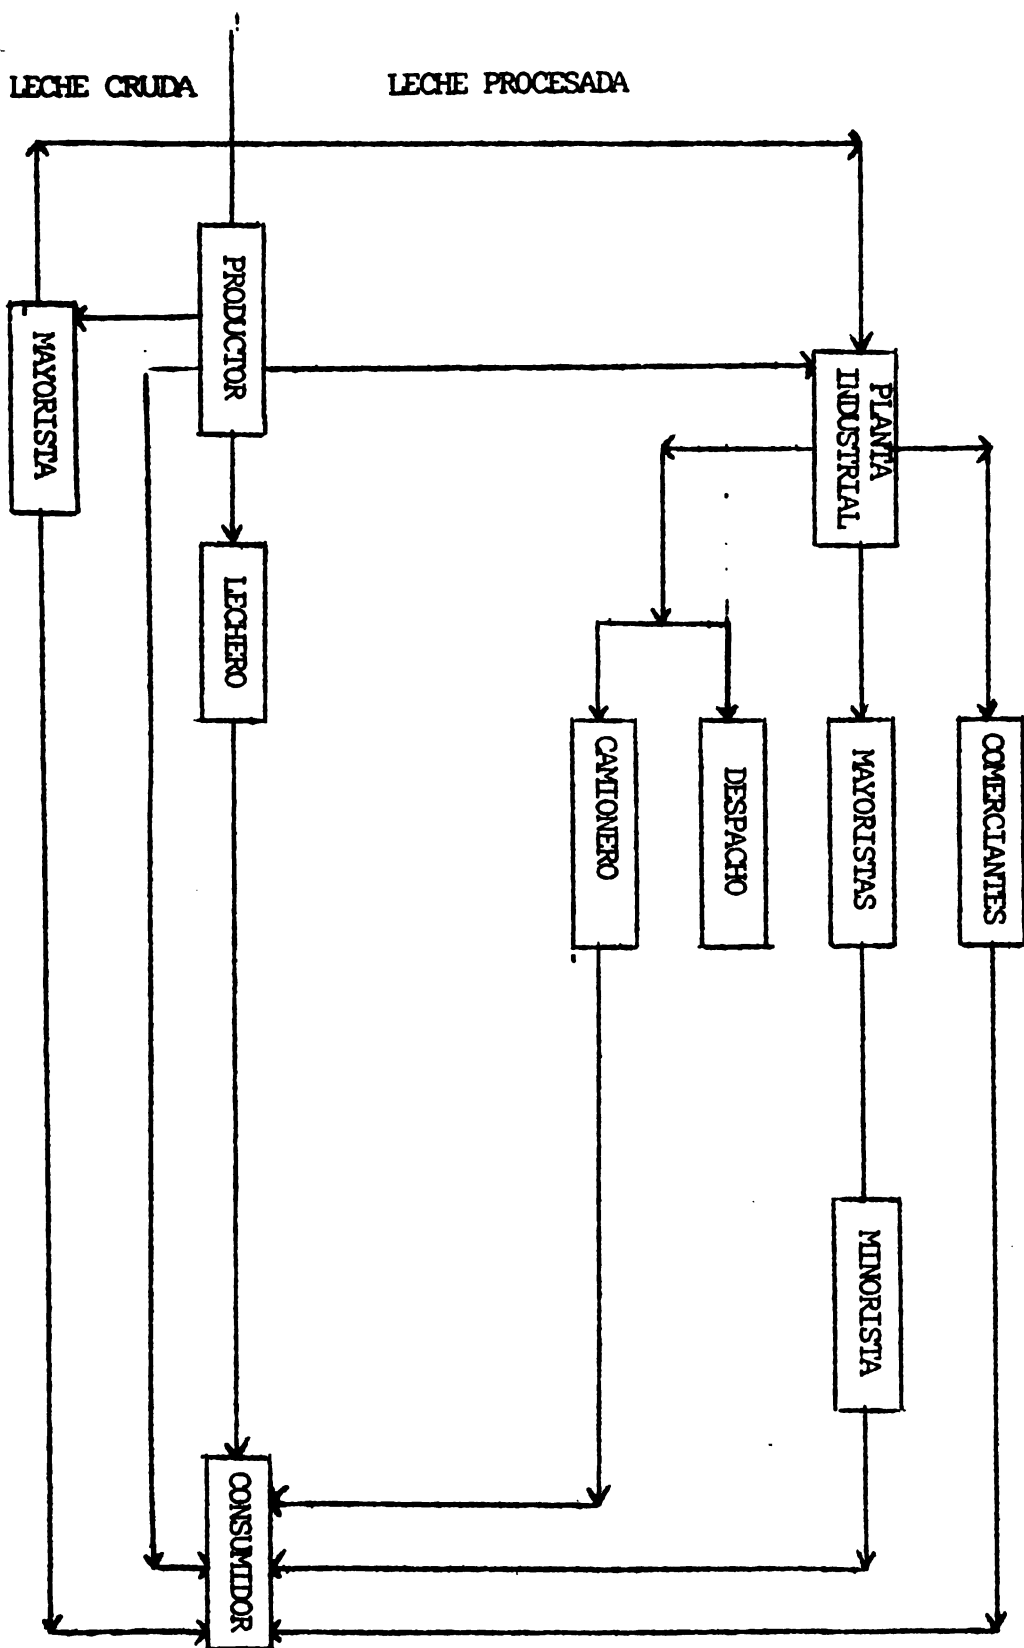 LECHE CRUDA
LECHE PROCESADA
PRODUCTOR
MAYORISTA
PLANTA
INDUSTRIAL
LECHERO
CAMIONERO
DESPACHO
MAYORISTAS
COMERCIANTES
MINORISTA
CONSUMIDOR